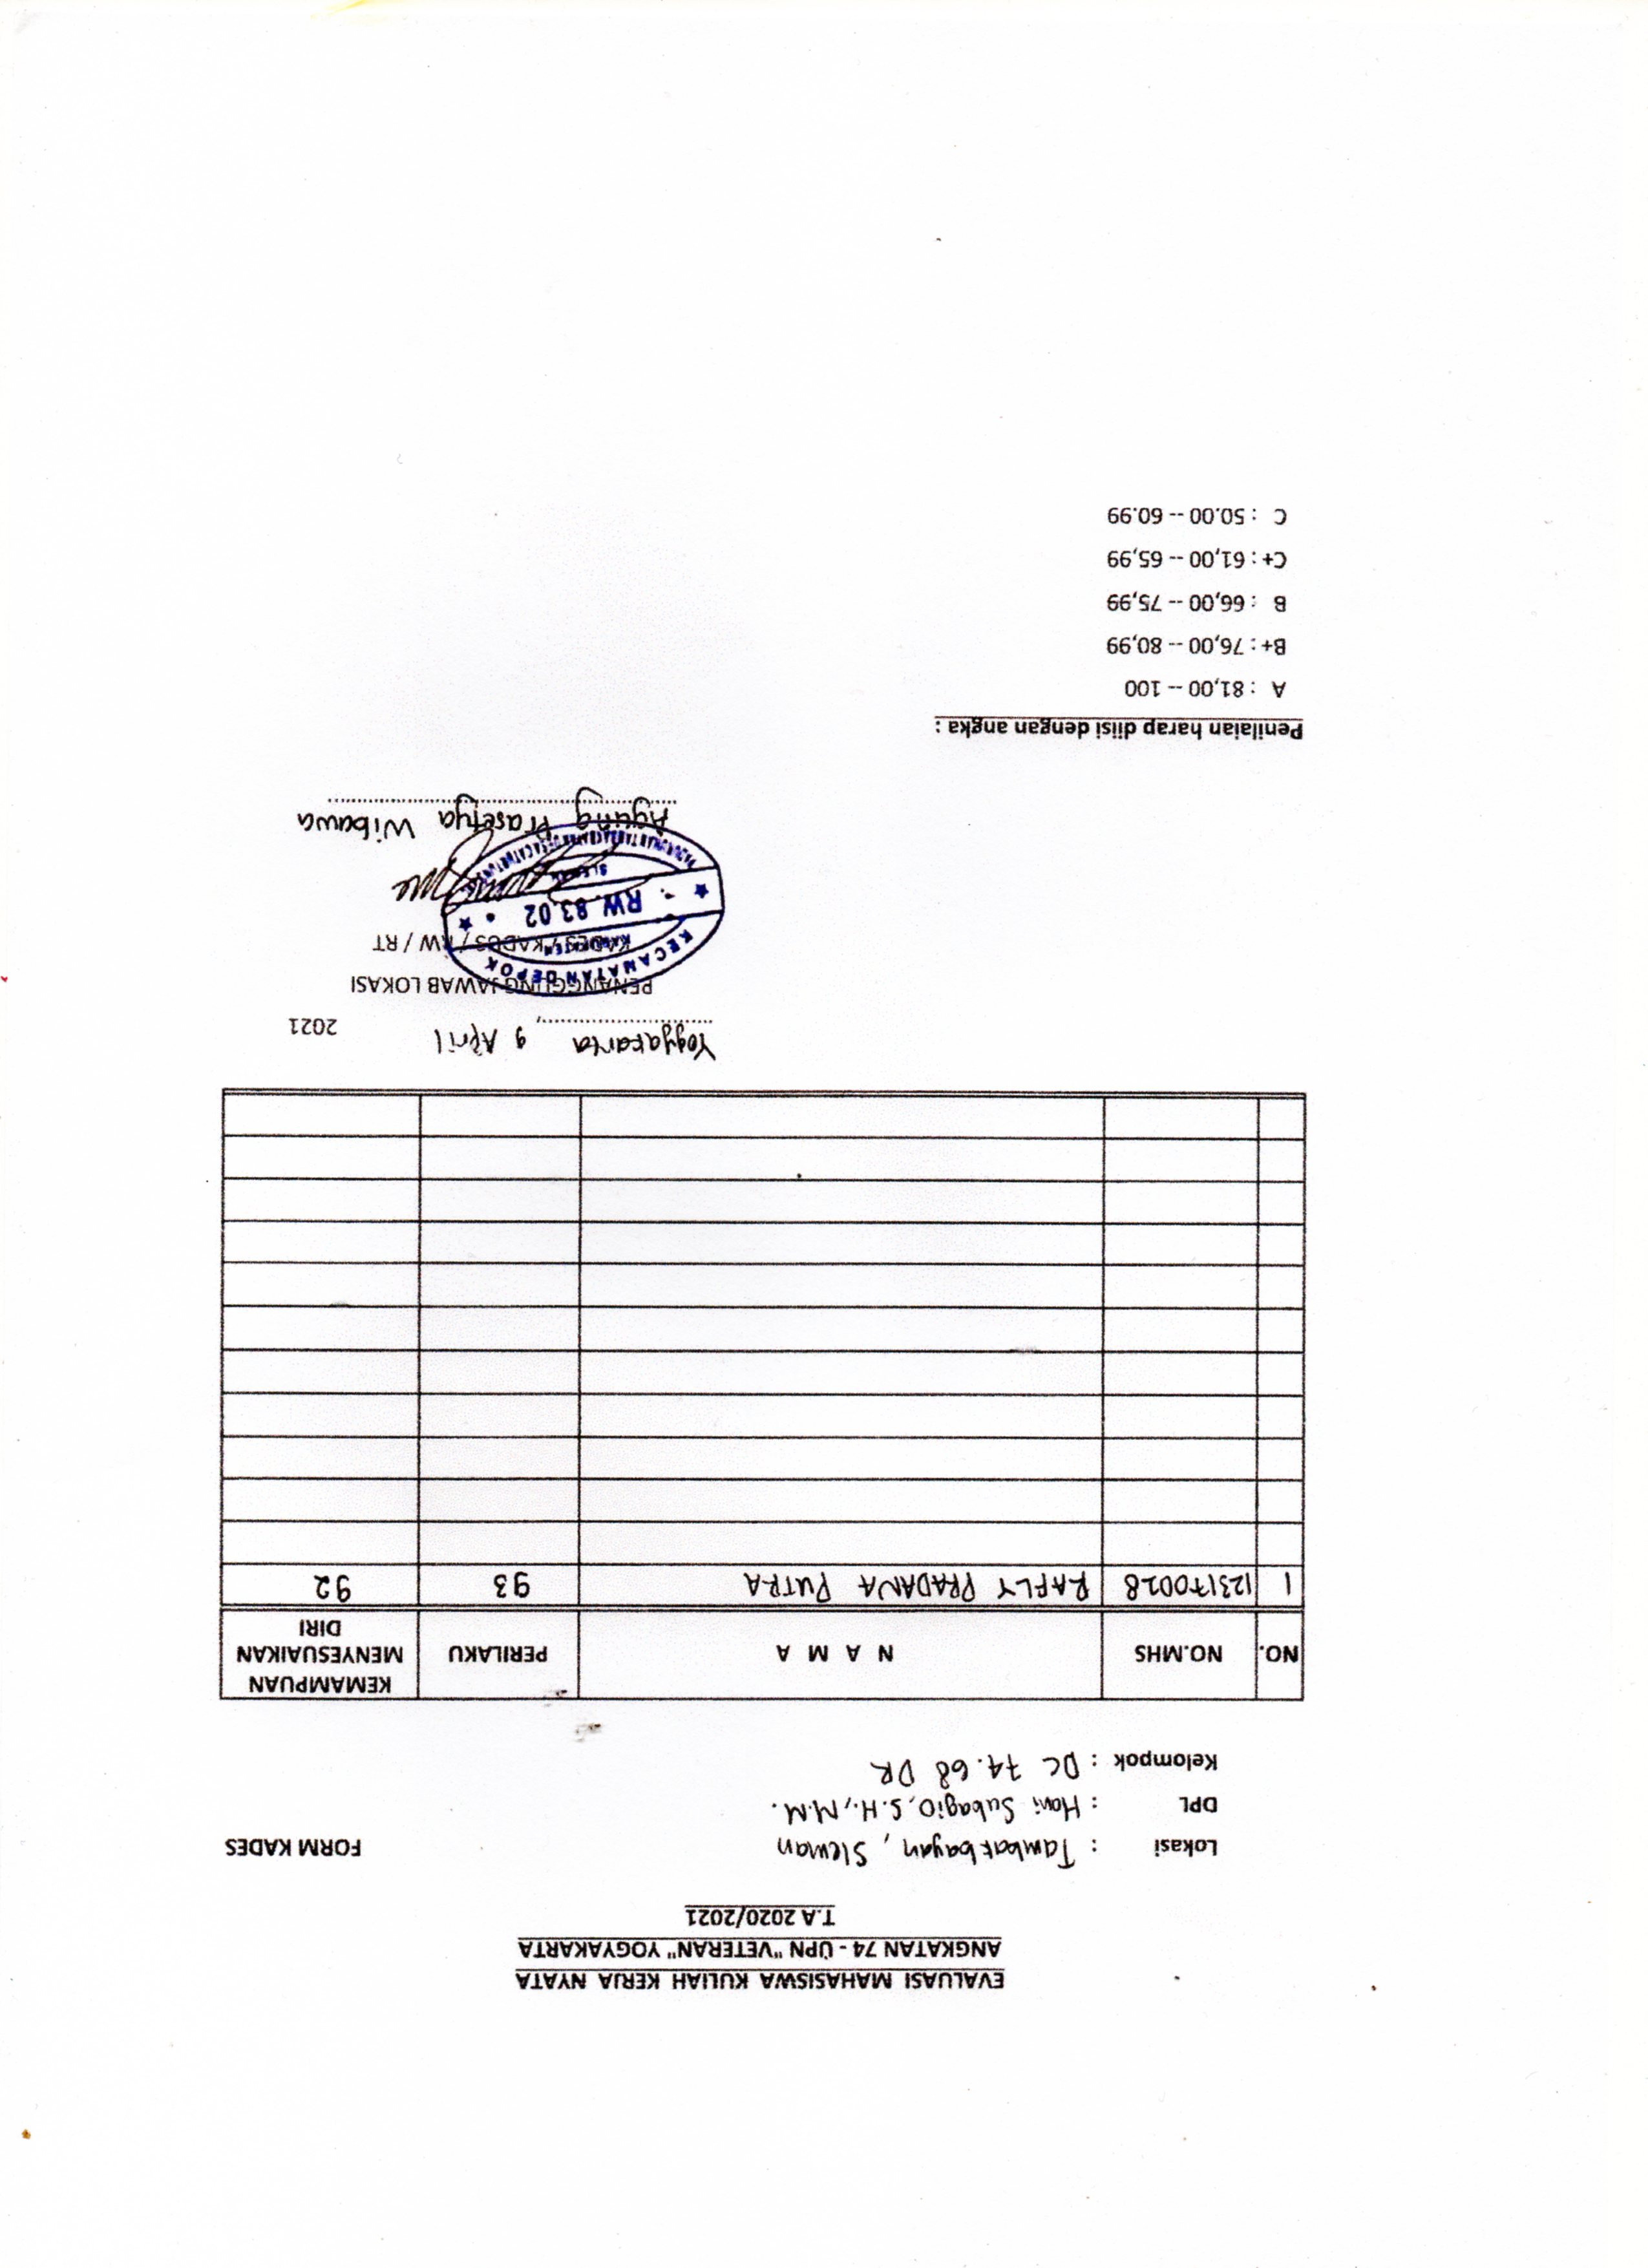 EVALUASI MAHASISWA KULIAH KERJA NYATA
ANGKATAN 74 - UPN "VETERAN" YOGYAKARTA
T.A 2020/2021
Lokasi : Tambakbayan, Sleman
FORM KADES
DPL : Hani Subagio, S.H., M.M.
Kelompok : DC 74.68 DR
NO. NO.MHS N A M A PERILAKU KEMAMPUAN MENYESUAIKAN DIRI
1 123170028 RAFLY PRADANA PUTRA 93 92
Yogyakarta, 9 April 2021
PENANGGUNG JAWAB LOKASI
KADES / KADUS / RW / RT
KECAMATAN DEPOK
KABUPATEN
RW. 83.02
SLEMAN
Agung Prasetya Wibawa
Penilaian harap diisi dengan angka :
A : 81,00 -- 100
B+ : 76,00 -- 80,99
B : 66,00 -- 75,99
C+ : 61,00 -- 65,99
C : 50.00 -- 60.99